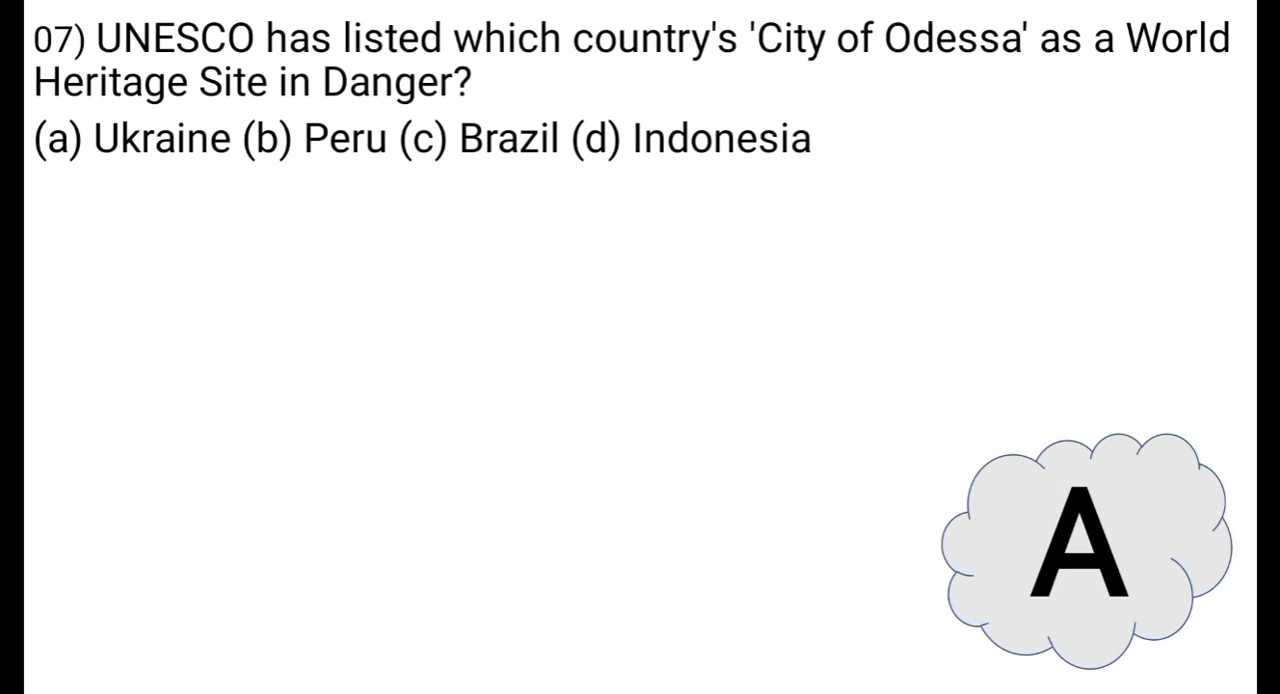 07) UNESCO has listed which country's 'City of Odessa' as a World
Heritage Site in Danger?
(a) Ukraine (b) Peru (c) Brazil (d) Indonesia
A